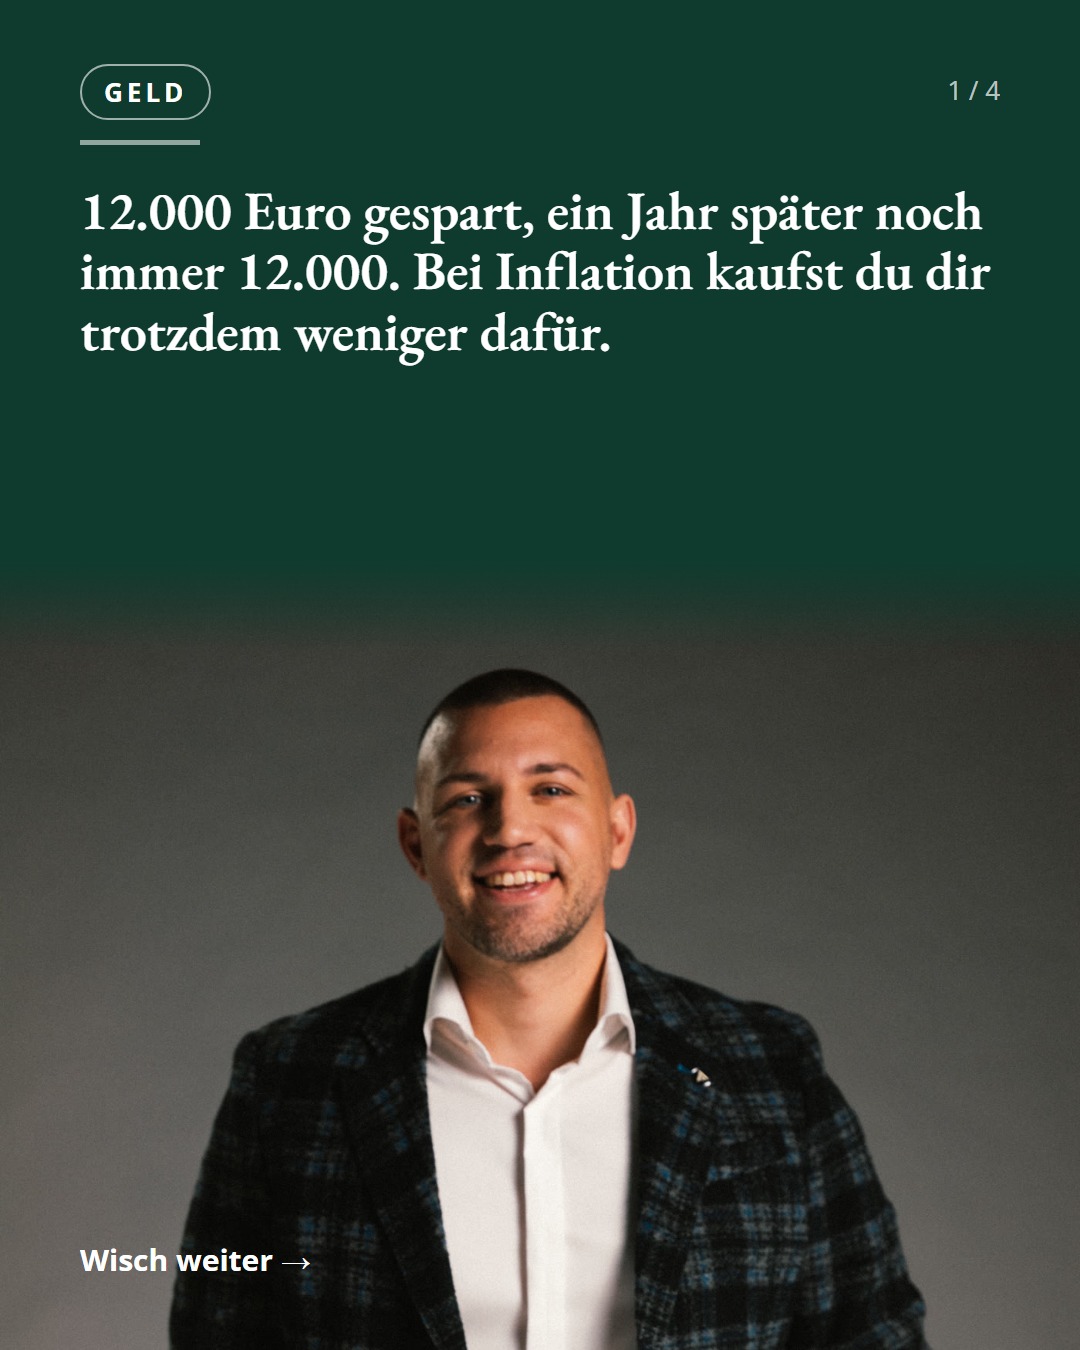 GELD
1 / 4
12.000 Euro gespart, ein Jahr später noch
immer 12.000. Bei Inflation kaufst du dir
trotzdem weniger dafür.
Wisch weiter →